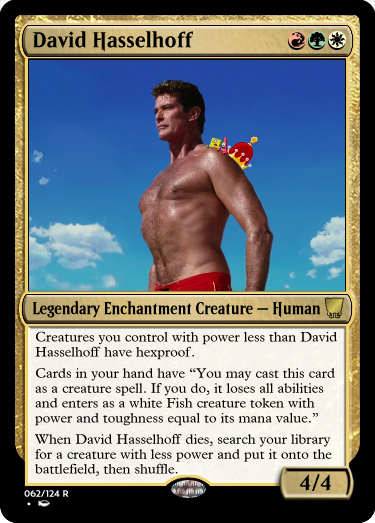 David Hasselhoff
Legendary Enchantment Creature — Human
Creatures you control with power less than David
Hasselhoff have hexproof.
Cards in your hand have “You may cast this card
as a creature spell. If you do, it loses all abilities
and enters as a white Fish creature token with
power and toughness equal to its mana value.”
When David Hasselhoff dies, search your library
for a creature with less power and put it onto the
battlefield, then shuffle.
4/4
062/124 R